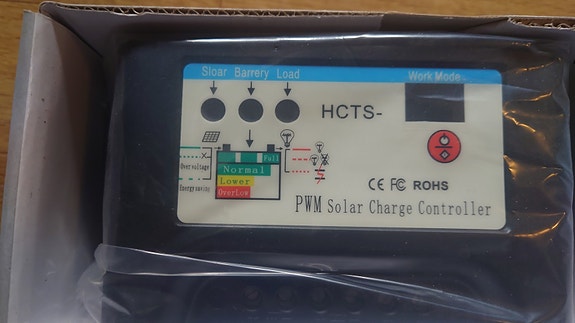 Sloar Barrery Load Work Mode
HCTS-
Full
Over voltage
Normal
Lower
Energy saving
OverLow
CE FC ROHS
PWM Solar Charge Controller